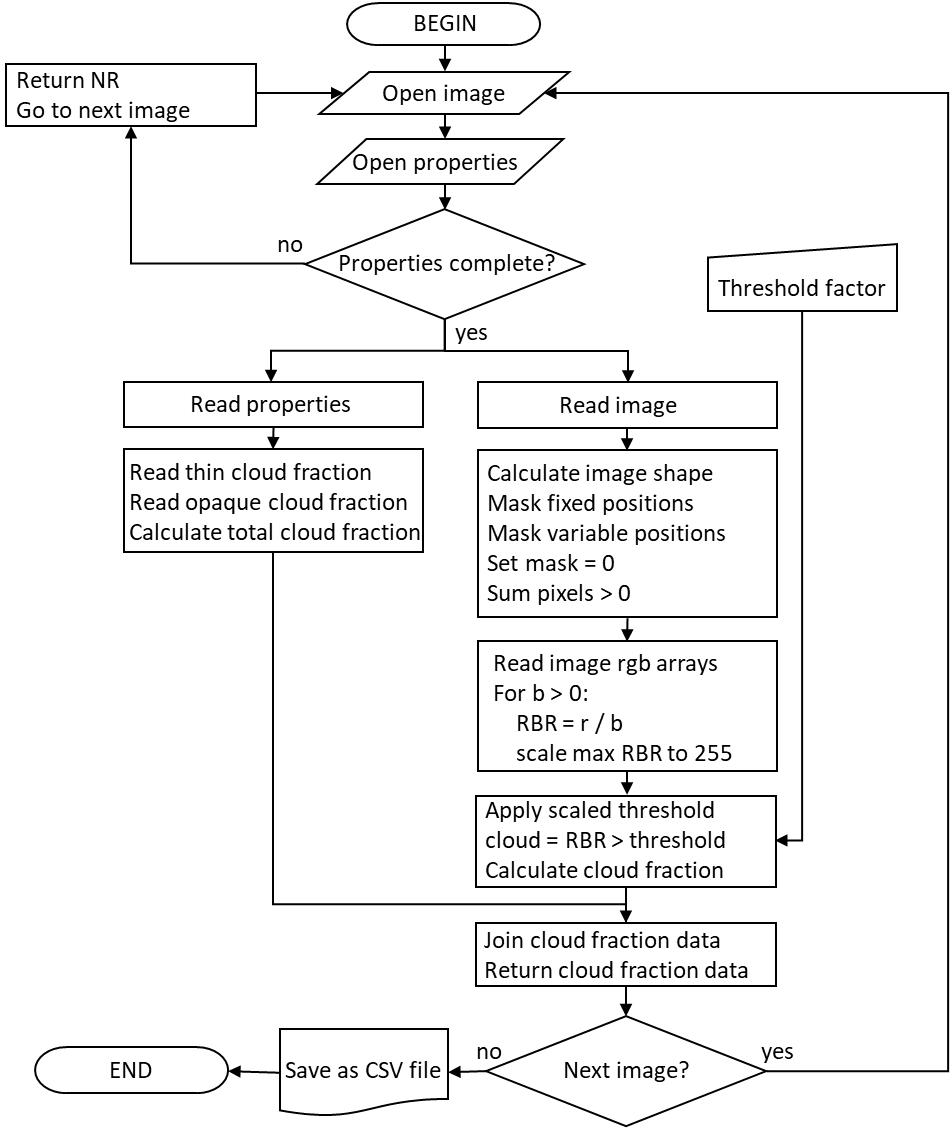 BEGIN
Return NR
Go to next image
Open image
Open properties
no
Properties complete?
Threshold factor
yes
Read properties
Read image
Read thin cloud fraction
Read opaque cloud fraction
Calculate total cloud fraction
Calculate image shape
Mask fixed positions
Mask variable positions
Set mask = 0
Sum pixels > 0
Read image rgb arrays
For b > 0:
RBR = r / b
scale max RBR to 255
Apply scaled threshold
cloud = RBR > threshold
Calculate cloud fraction
Join cloud fraction data
Return cloud fraction data
END
Save as CSV file
no
Next image?
yes